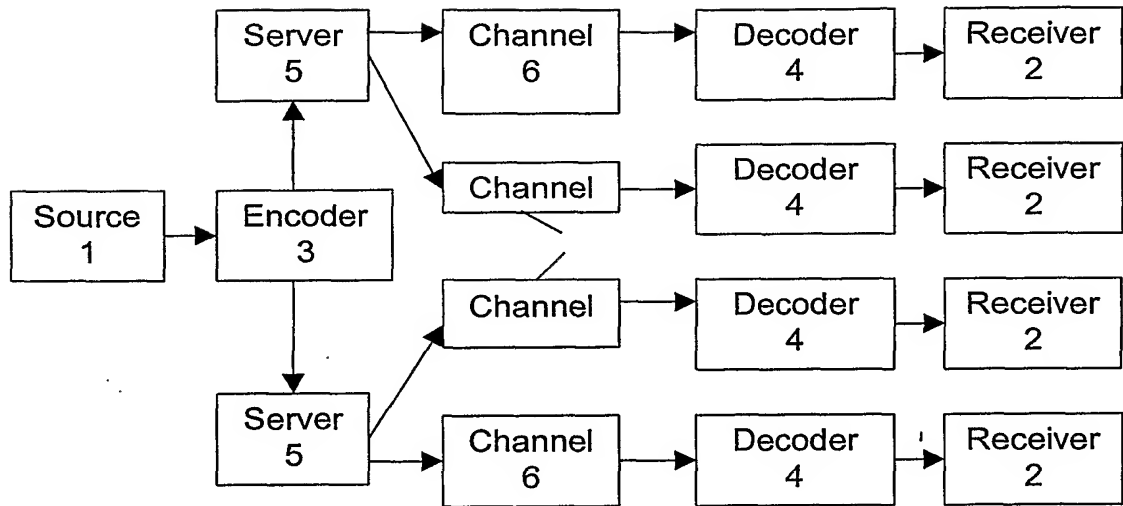 Server
5
Channel
6
Decoder
4
Receiver
2
Channel
Decoder
4
Receiver
2
Source
1
Encoder
3
Channel
Decoder
4
Receiver
2
Server
5
Channel
6
Decoder
4
Receiver
2